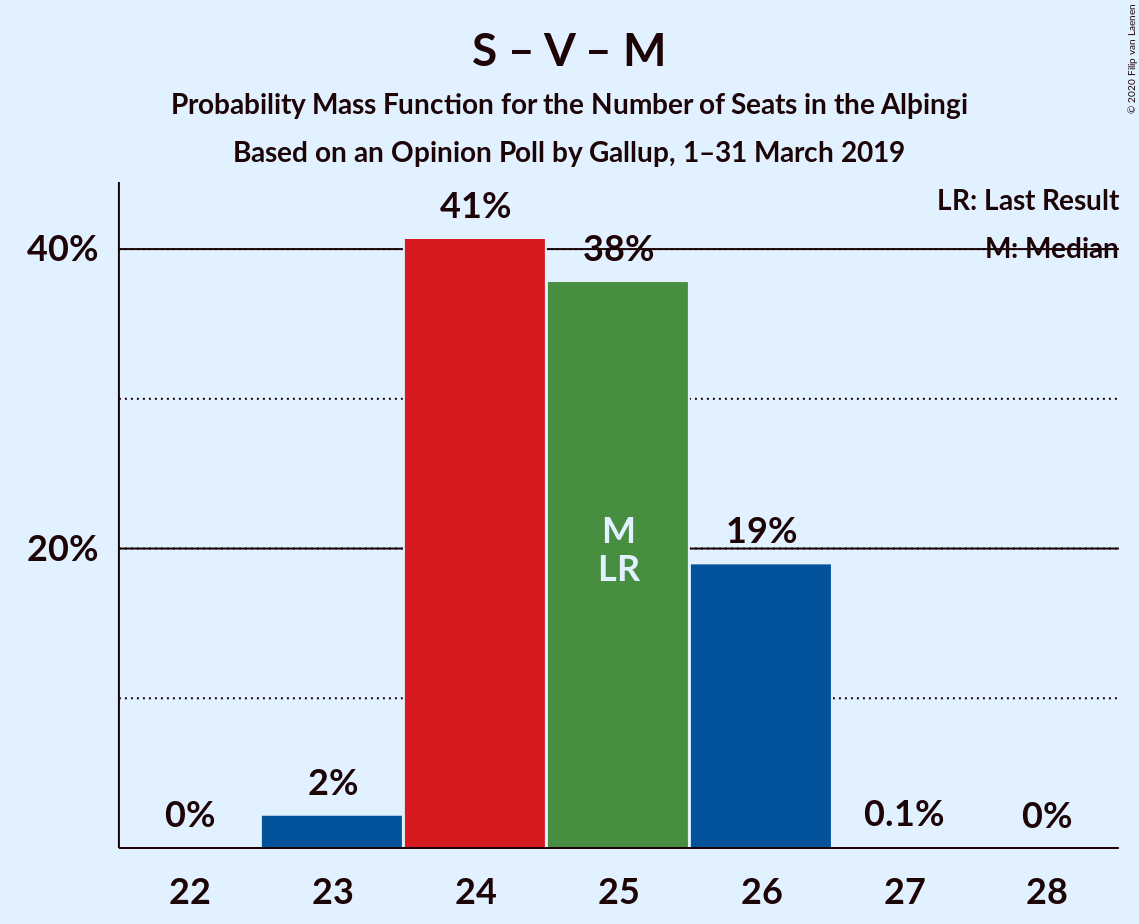 S – V – M
Probability Mass Function for the Number of Seats in the Alþingi
Based on an Opinion Poll by Gallup, 1–31 March 2019
© 2020 Filip van Laenen
LR: Last Result
M: Median
40%
20%
0%
2%
41%
38%
M
LR
19%
0.1%
0%
22
23
24
25
26
27
28